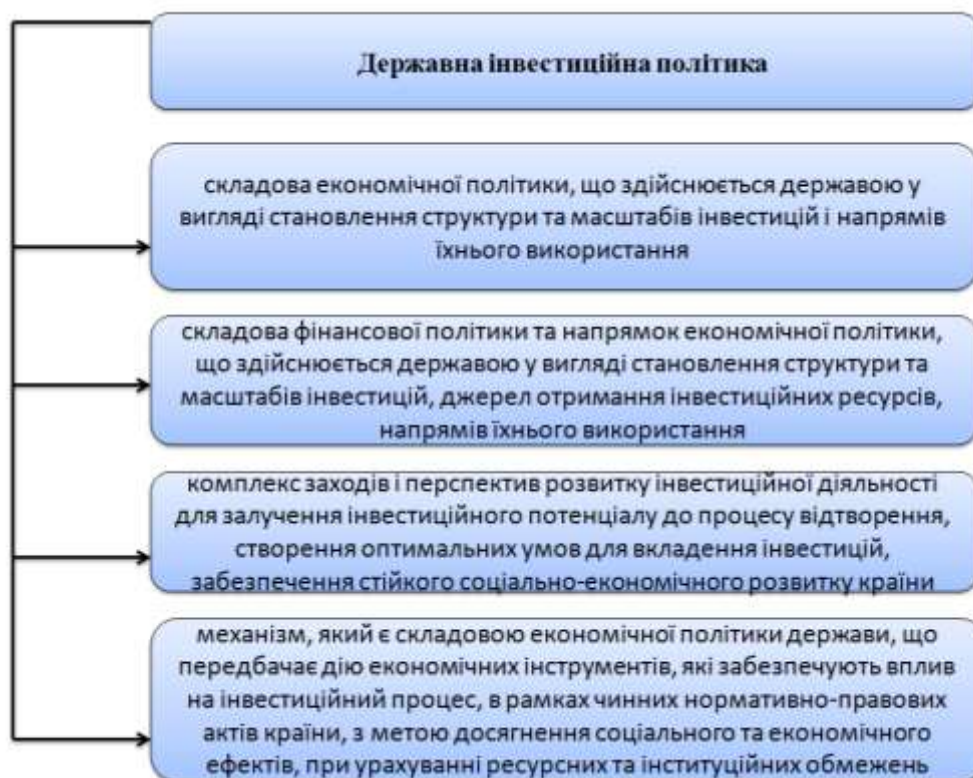 Державна інвестиційна політика
складова економічної політики, що здійснюється державою у
вигляді становлення структури та масштабів інвестицій і напрямів
їхнього використання
складова фінансової політики та напрямок економічної політики,
що здійснюється державою у вигляді становлення структури та
масштабів інвестицій, джерел отримання інвестиційних ресурсів,
напрямів їхнього використання
комплекс заходів і перспектив розвитку інвестиційної діяльності
для залучення інвестиційного потенціалу до процесу відтворення,
створення оптимальних умов для вкладення інвестицій,
забезпечення стійкого соціально-економічного розвитку країни
механізм, який є складовою економічної політики держави, що
передбачає дію економічних інструментів, які забезпечують вплив
на інвестиційний процес, в рамках чинних нормативно-правових
актів країни, з метою досягнення соціального та економічного
ефектів, при урахуванні ресурсних та інституційних обмежень